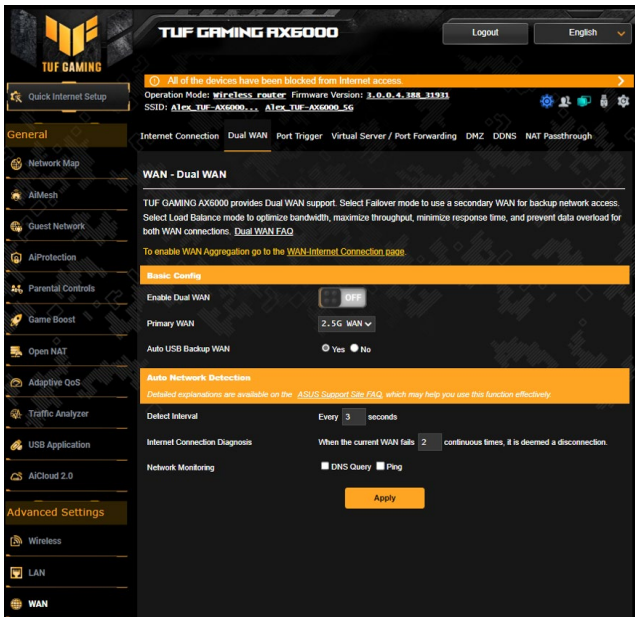 TUF GAMING
TUF GAMING AX6000
Logout
English
All of the devices have been blocked from Internet access.
Quick Internet Setup
Operation Mode: Wireless router Firmware Version: 3.0.0.4.388_31931
SSID: Alex_TUF-AX6000... Alex_TUF-AX6000_5G
General
Internet Connection Dual WAN Port Trigger Virtual Server / Port Forwarding DMZ DDNS NAT Passthrough
Network Map
AiMesh
Guest Network
AiProtection
Parental Controls
Game Boost
Open NAT
Adaptive QoS
Traffic Analyzer
USB Application
AiCloud 2.0
Advanced Settings
Wireless
LAN
WAN
WAN - Dual WAN
TUF GAMING AX6000 provides Dual WAN support. Select Failover mode to use a secondary WAN for backup network access.
Select Load Balance mode to optimize bandwidth, maximize throughput, minimize response time, and prevent data overload for
both WAN connections. Dual WAN FAQ
To enable WAN Aggregation go to the WAN-Internet Connection page.
Basic Config
Enable Dual WAN OFF
Primary WAN 2.5G WAN
Auto USB Backup WAN Yes No
Auto Network Detection
Detailed explanations are available on the ASUS Support Site FAQ, which may help you use this function effectively.
Detect Interval Every 3 seconds
Internet Connection Diagnosis When the current WAN fails 2 continuous times, it is deemed a disconnection.
Network Monitoring DNS Query Ping
Apply